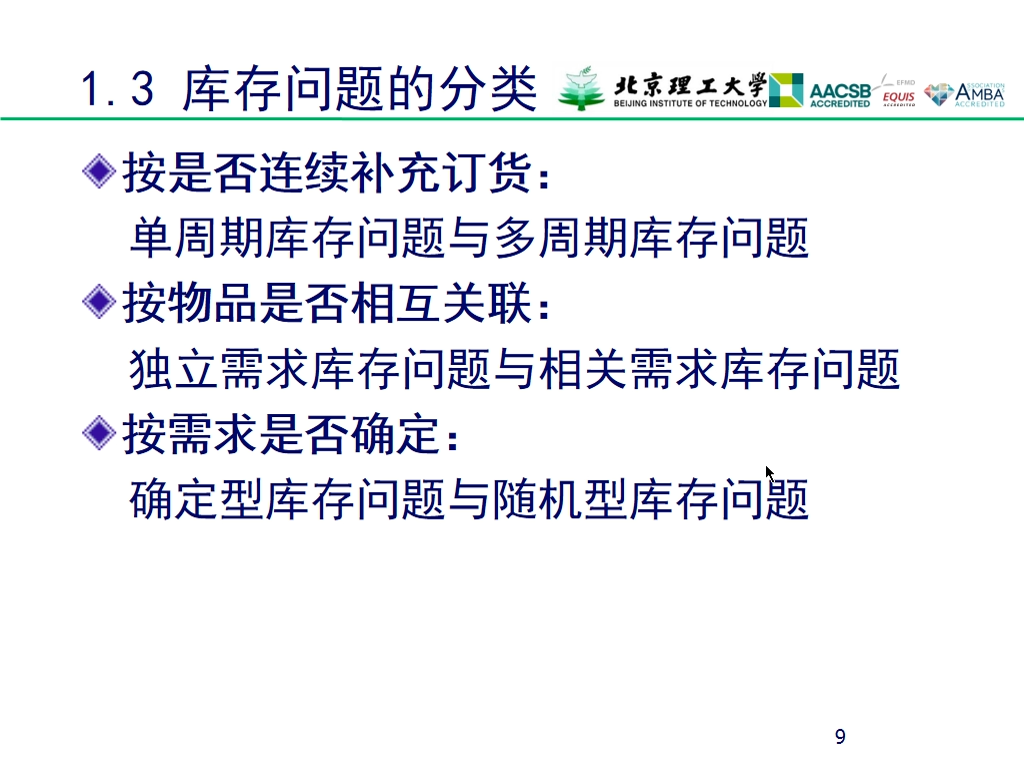 1.3 库存问题的分类
北京理工大学
BEIJING INSTITUTE OF TECHNOLOGY
AACSB
ACCREDITED
EFMD
EQUIS
ACCREDITED
ASSOCIATION
AMBA
ACCREDITED
按是否连续补充订货：
单周期库存问题与多周期库存问题
按物品是否相互关联：
独立需求库存问题与相关需求库存问题
按需求是否确定：
确定型库存问题与随机型库存问题
9